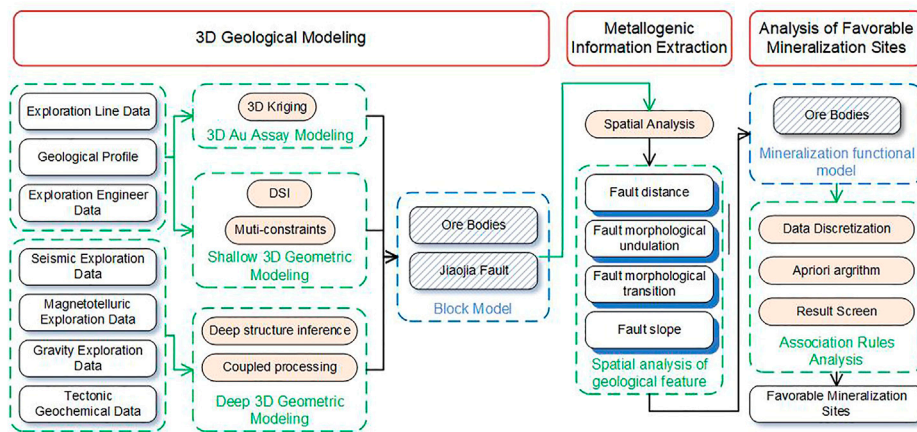 3D Geological Modeling
Metallogenic
Information Extraction
Analysis of Favorable
Mineralization Sites
Exploration Line Data
Geological Profile
Exploration Engineer
Data
Seismic Exploration
Data
Magnetotelluric
Exploration Data
Gravity Exploration
Data
Tectonic
Geochemical Data
3D Kriging
3D Au Assay Modeling
DSI
Muti-constraints
Shallow 3D Geometric
Modeling
Deep structure inference
Coupled processing
Deep 3D Geometric
Modeling
Ore Bodies
Jiaojia Fault
Block Model
Spatial Analysis
Fault distance
Fault morphological
undulation
Fault morphological
transition
Fault slope
Spatial analysis of
geological feature
Ore Bodies
Mineralization functional
model
Data Discretization
Apriori argrithm
Result Screen
Association Rules
Analysis
Favorable Mineralization
Sites